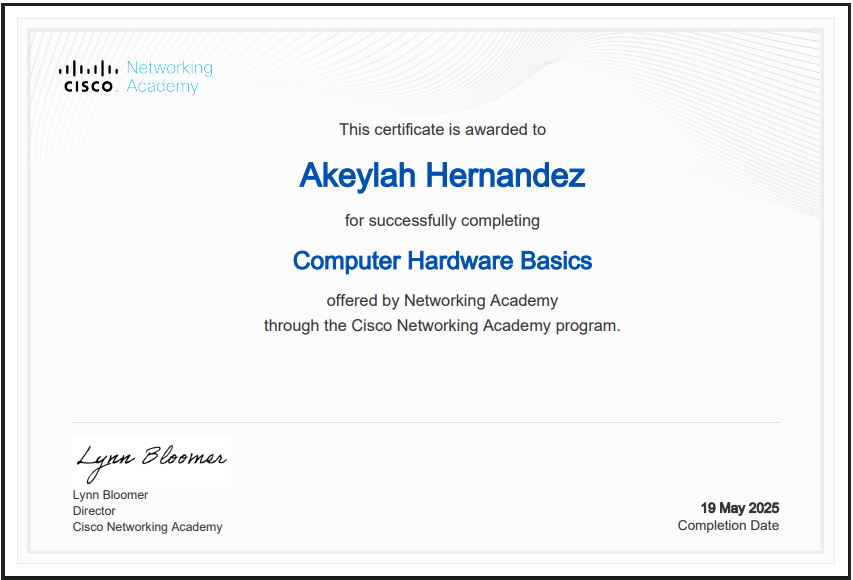 Networking
CISCO Academy
This certificate is awarded to
Akeylah Hernandez
for successfully completing
Computer Hardware Basics
offered by Networking Academy
through the Cisco Networking Academy program.
Lynn Bloomer
Lynn Bloomer
Director
Cisco Networking Academy
19 May 2025
Completion Date